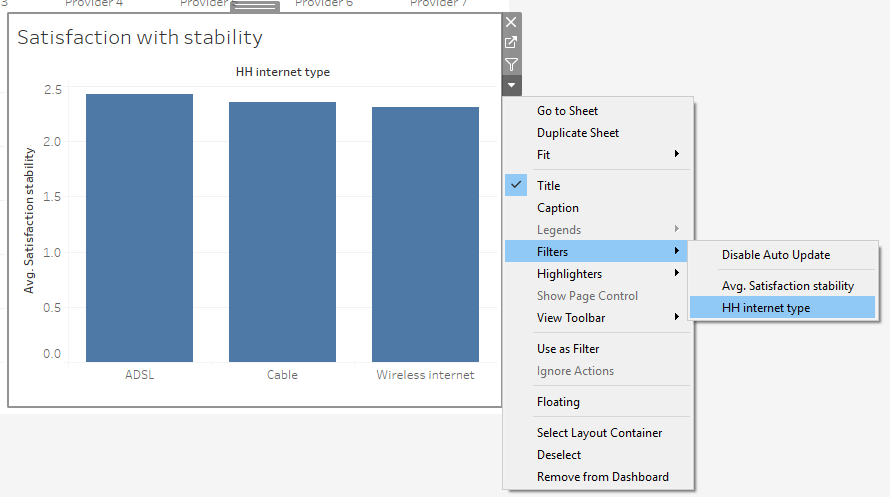 3 Provider 4 Provider Provider 6 Provider 7
Satisfaction with stability
HH internet type
Avg. Satisfaction stability
2.5
2.0
1.5
1.0
0.5
0.0
ADSL Cable Wireless internet
Go to Sheet
Duplicate Sheet
Fit
Title
Caption
Legends
Filters
Highlighters
Show Page Control
View Toolbar
Use as Filter
Ignore Actions
Floating
Select Layout Container
Deselect
Remove from Dashboard
Disable Auto Update
Avg. Satisfaction stability
HH internet type